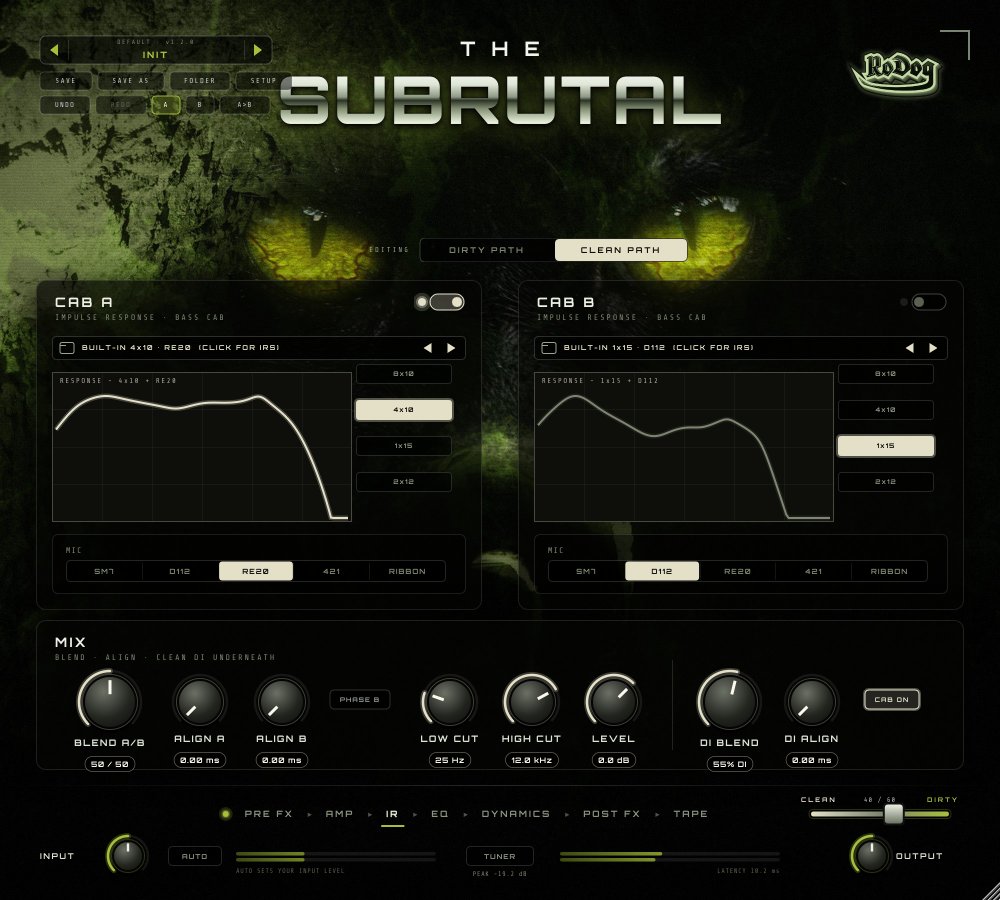 DEFAULT · v1.2.0
INIT
SAVE
SAVE AS
FOLDER
SETUP
UNDO
REDO
A
B
A>B
THE
SUBRUTAL
RoDog
EDITING
DIRTY PATH
CLEAN PATH
CAB A
IMPULSE RESPONSE · BASS CAB
BUILT-IN 4x10 · RE20 (CLICK FOR IRS)
RESPONSE - 4x10 + RE20
8x10
4x10
1x15
2x12
MIC
SM7
D112
RE20
421
RIBBON
CAB B
IMPULSE RESPONSE · BASS CAB
BUILT-IN 1x15 · D112 (CLICK FOR IRS)
RESPONSE - 1x15 + D112
8x10
4x10
1x15
2x12
MIC
SM7
D112
RE20
421
RIBBON
MIX
BLEND · ALIGN · CLEAN DI UNDERNEATH
BLEND A/B
50 / 50
ALIGN A
0.00 ms
ALIGN B
0.00 ms
PHASE B
LOW CUT
25 Hz
HIGH CUT
12.0 kHz
LEVEL
0.0 dB
DI BLEND
55% DI
DI ALIGN
0.00 ms
CAB ON
PRE FX ▸ AMP ▸ IR ▸ EQ ▸ DYNAMICS ▸ POST FX ▸ TAPE
CLEAN
40 / 60
DIRTY
INPUT
AUTO
AUTO SETS YOUR INPUT LEVEL
TUNER
PEAK -19.2 dB
LATENCY 10.2 ms
OUTPUT